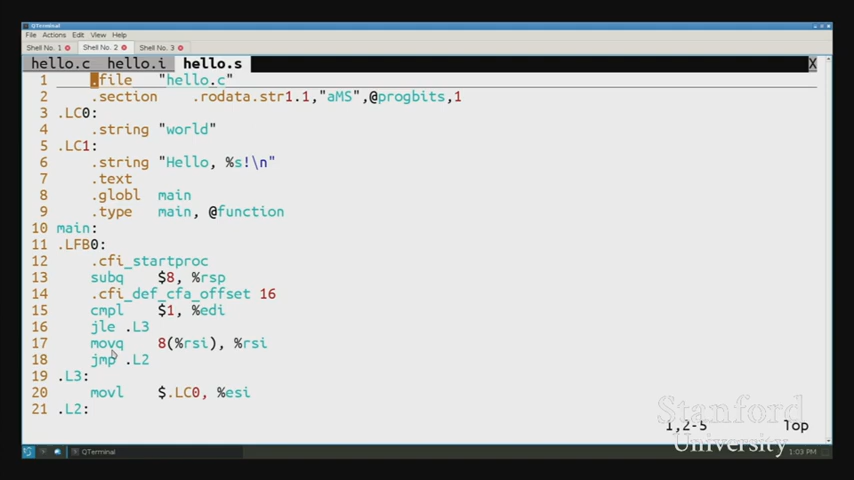 QTerminal
File Actions Edit View Help
Shell No. 1 Shell No. 2 Shell No. 3
hello.c hello.i hello.s X
1 .file "hello.c"
2 .section .rodata.str1.1,"aMS",@progbits,1
3 .LC0:
4 .string "world"
5 .LC1:
6 .string "Hello, %s!\n"
7 .text
8 .globl main
9 .type main, @function
10 main:
11 .LFB0:
12 .cfi_startproc
13 subq $8, %rsp
14 .cfi_def_cfa_offset 16
15 cmpl $1, %edi
16 jle .L3
17 movq 8(%rsi), %rsi
18 jmp .L2
19 .L3:
20 movl $.LC0, %esi
21 .L2:
1,2-5 Top
Stanford
University
QTerminal 1:03 PM